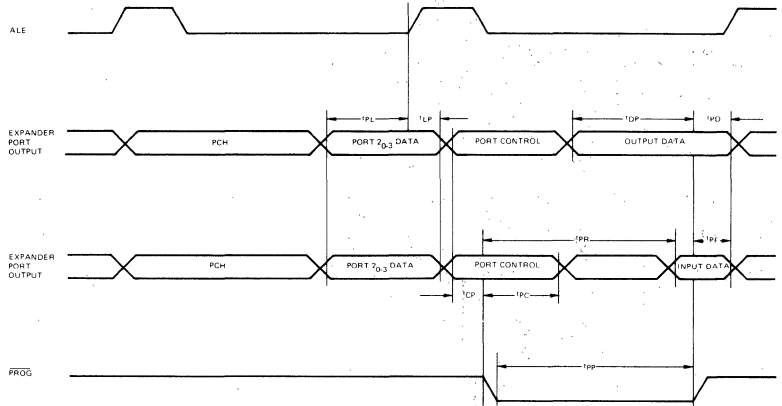 ALE
tPL
tLP
tDP
tPD
EXPANDER
PORT
OUTPUT
PCH
PORT 20-3 DATA
PORT CONTROL
OUTPUT DATA
tPR
tPF
EXPANDER
PORT
OUTPUT
PCH
PORT 20-3 DATA
PORT CONTROL
INPUT DATA
tCP
tPC
PROG
tPP